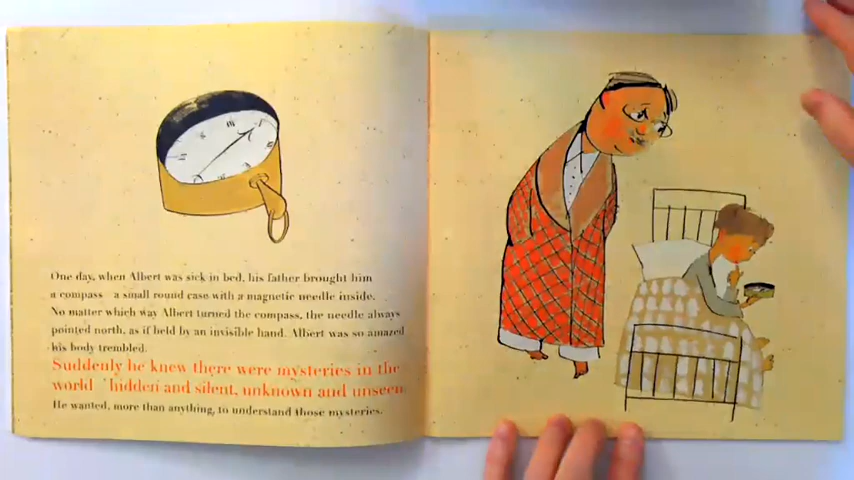 One day, when Albert was sick in bed, his father brought him
a compass a small round case with a magnetic needle inside.
No matter which way Albert turned the compass, the needle always
pointed north, as if held by an invisible hand. Albert was so amazed
his body trembled.
Suddenly he knew there were mysteries in the
world hidden and silent, unknown and unseen
He wanted, more than anything, to understand those mysteries.